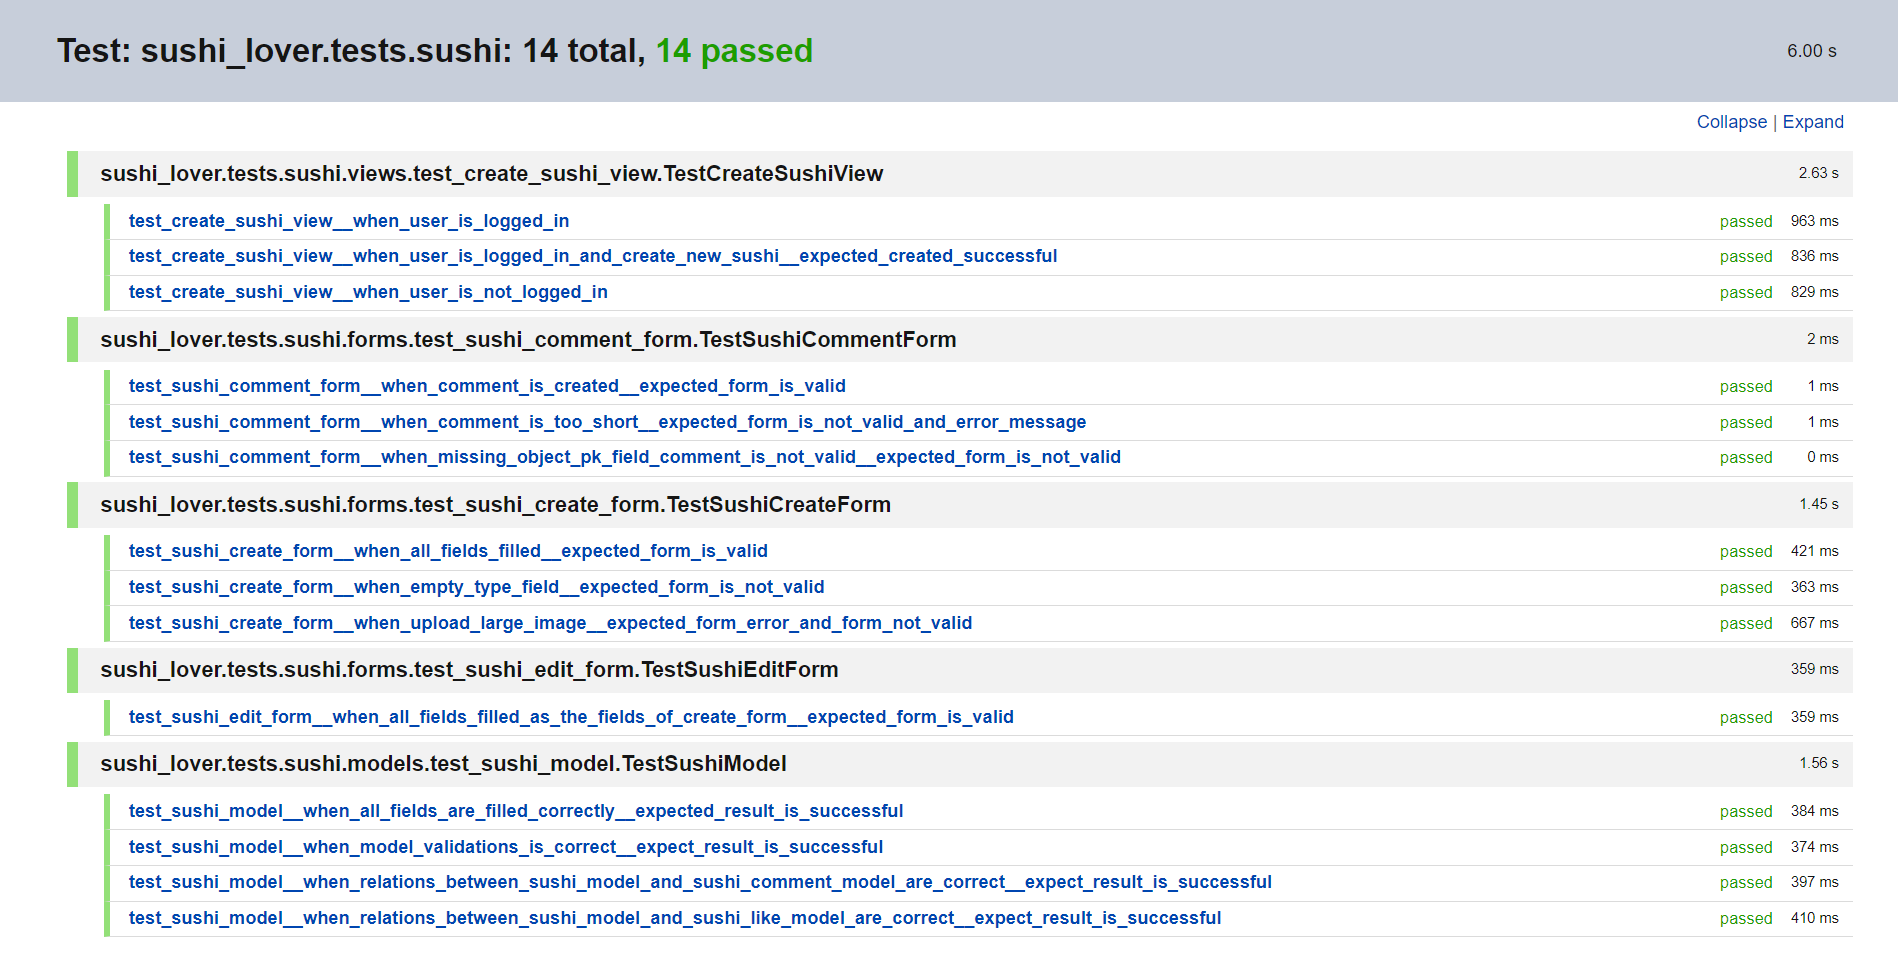 Test: sushi_lover.tests.sushi: 14 total, 14 passed 6.00 s
Collapse | Expand
sushi_lover.tests.sushi.views.test_create_sushi_view.TestCreateSushiView 2.63 s
test_create_sushi_view__when_user_is_logged_in passed 963 ms
test_create_sushi_view__when_user_is_logged_in_and_create_new_sushi__expected_created_successful passed 836 ms
test_create_sushi_view__when_user_is_not_logged_in passed 829 ms
sushi_lover.tests.sushi.forms.test_sushi_comment_form.TestSushiCommentForm 2 ms
test_sushi_comment_form__when_comment_is_created__expected_form_is_valid passed 1 ms
test_sushi_comment_form__when_comment_is_too_short__expected_form_is_not_valid_and_error_message passed 1 ms
test_sushi_comment_form__when_missing_object_pk_field_comment_is_not_valid__expected_form_is_not_valid passed 0 ms
sushi_lover.tests.sushi.forms.test_sushi_create_form.TestSushiCreateForm 1.45 s
test_sushi_create_form__when_all_fields_filled__expected_form_is_valid passed 421 ms
test_sushi_create_form__when_empty_type_field__expected_form_is_not_valid passed 363 ms
test_sushi_create_form__when_upload_large_image__expected_form_error_and_form_not_valid passed 667 ms
sushi_lover.tests.sushi.forms.test_sushi_edit_form.TestSushiEditForm 359 ms
test_sushi_edit_form__when_all_fields_filled_as_the_fields_of_create_form__expected_form_is_valid passed 359 ms
sushi_lover.tests.sushi.models.test_sushi_model.TestSushiModel 1.56 s
test_sushi_model__when_all_fields_are_filled_correctly__expected_result_is_successful passed 384 ms
test_sushi_model__when_model_validations_is_correct__expect_result_is_successful passed 374 ms
test_sushi_model__when_relations_between_sushi_model_and_sushi_comment_model_are_correct__expect_result_is_successful passed 397 ms
test_sushi_model__when_relations_between_sushi_model_and_sushi_like_model_are_correct__expect_result_is_successful passed 410 ms